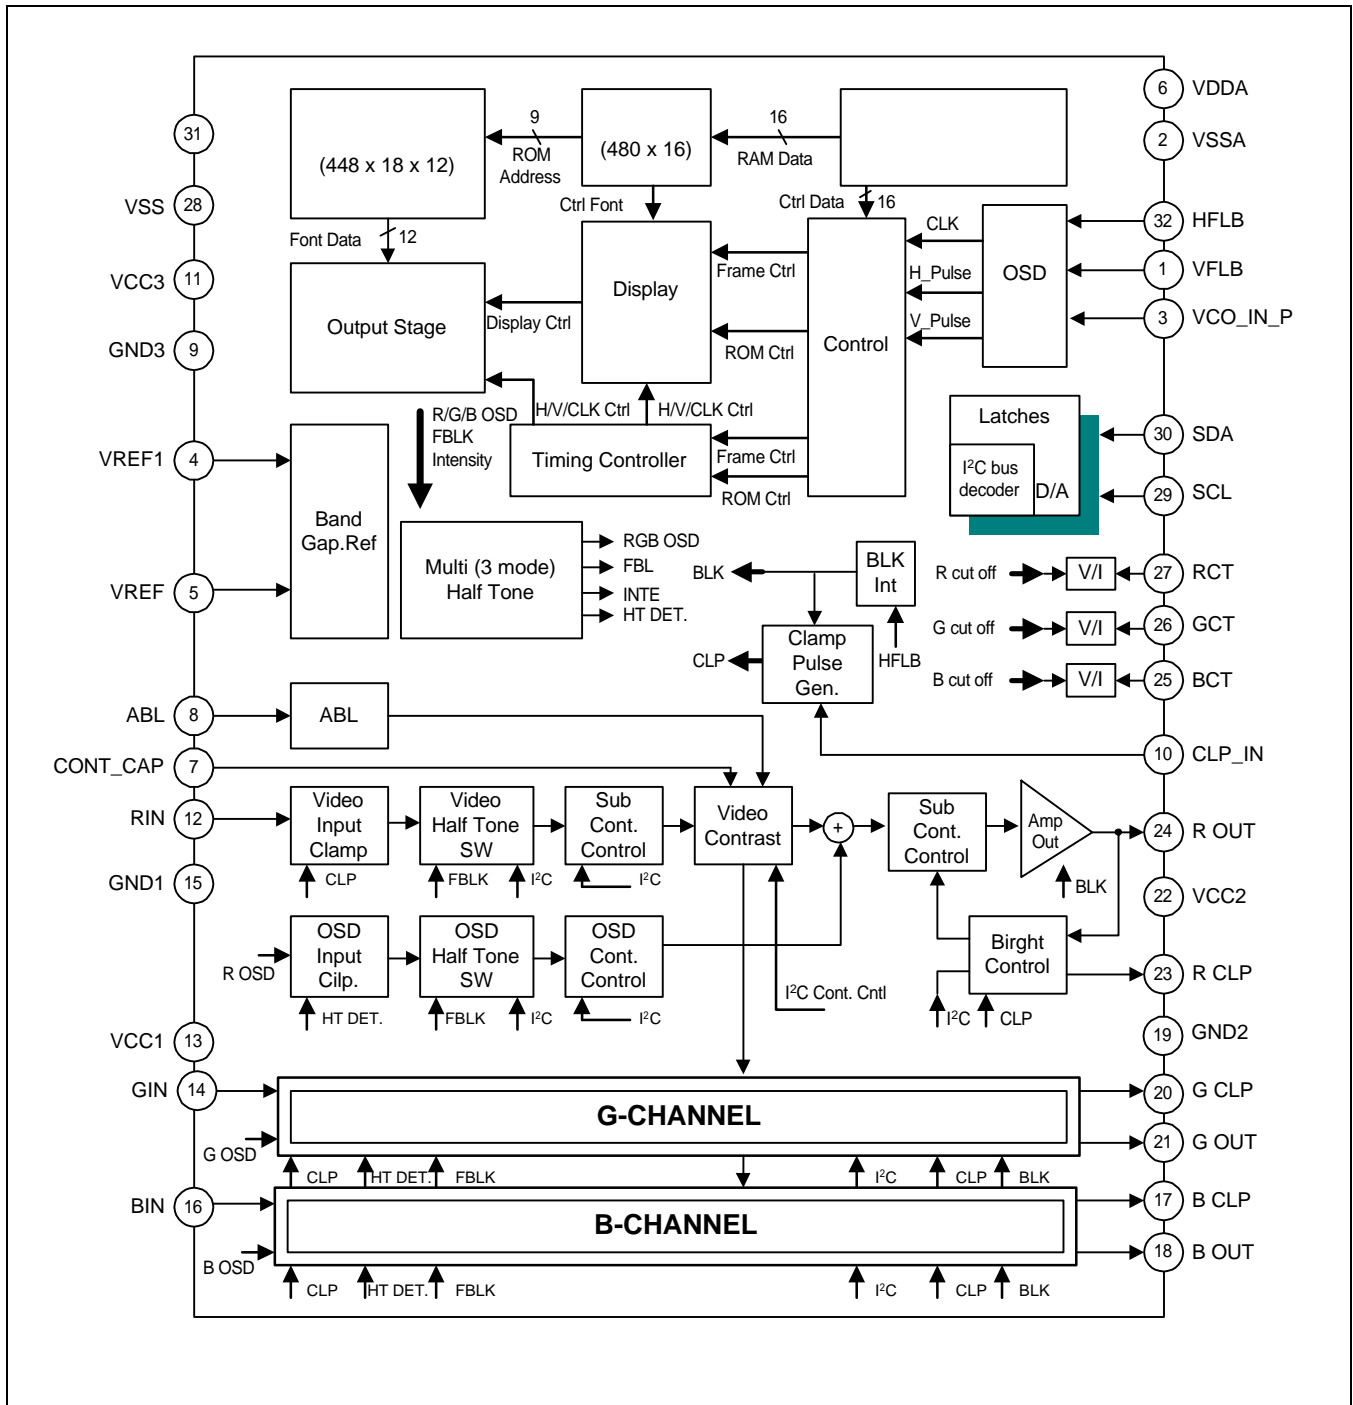 6 VDDA
2 VSSA
31
VSS 28
VCC3 11
GND3 9
VREF1 4
VREF 5
ABL 8
CONT_CAP 7
RIN 12
GND1 15
VCC1 13
GIN 14
BIN 16
(448 x 18 x 12)
9
ROM
Address
(480 x 16)
16
RAM Data
Ctrl Data
16
Ctrl Font
Font Data
12
Output Stage
Display Ctrl
Display
Frame Ctrl
ROM Ctrl
Control
CLK
H_Pulse
V_Pulse
OSD
32 HFLB
1 VFLB
3 VCO_IN_P
R/G/B OSD
FBLK
Intensity
H/V/CLK Ctrl
H/V/CLK Ctrl
Timing Controller
Frame Ctrl
ROM Ctrl
Latches
I²C bus
decoder
D/A
30 SDA
29 SCL
Band
Gap.Ref
Multi (3 mode)
Half Tone
RGB OSD
FBL
INTE
HT DET.
BLK
BLK
Int
HFLB
CLP
Clamp
Pulse
Gen.
R cut off
V/I
27 RCT
G cut off
V/I
26 GCT
B cut off
V/I
25 BCT
10 CLP_IN
ABL
Video
Input
Clamp
CLP
Video
Half Tone
SW
FBLK
I²C
Sub
Cont.
Control
I²C
Video
Contrast
+
Sub
Cont.
Control
Amp
Out
BLK
24 R OUT
22 VCC2
R OSD
OSD
Input
Cilp.
HT DET.
OSD
Half Tone
SW
FBLK
I²C
OSD
Cont.
Control
I²C
I²C Cont. Cntl
Birght
Control
I²C
CLP
23 R CLP
19 GND2
G OSD
G-CHANNEL
20 G CLP
21 G OUT
CLP
HT DET.
FBLK
I²C
CLP
BLK
B OSD
B-CHANNEL
17 B CLP
18 B OUT
CLP
HT DET.
FBLK
I²C
CLP
BLK